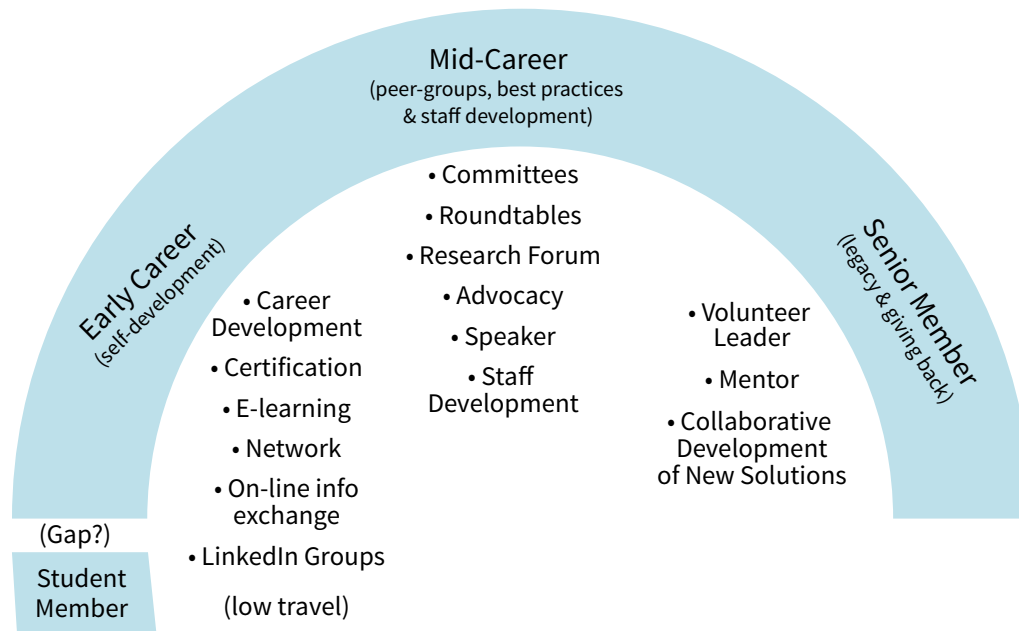 Mid-Career
(peer-groups, best practices
& staff development)
Early Career
(self-development)
Senior Member
(legacy & giving back)
• Career
Development
• Certification
• E-learning
• Network
• On-line info
exchange
• LinkedIn Groups
(low travel)
• Committees
• Roundtables
• Research Forum
• Advocacy
• Speaker
• Staff
Development
• Volunteer
Leader
• Mentor
• Collaborative
Development
of New Solutions
(Gap?)
Student
Member